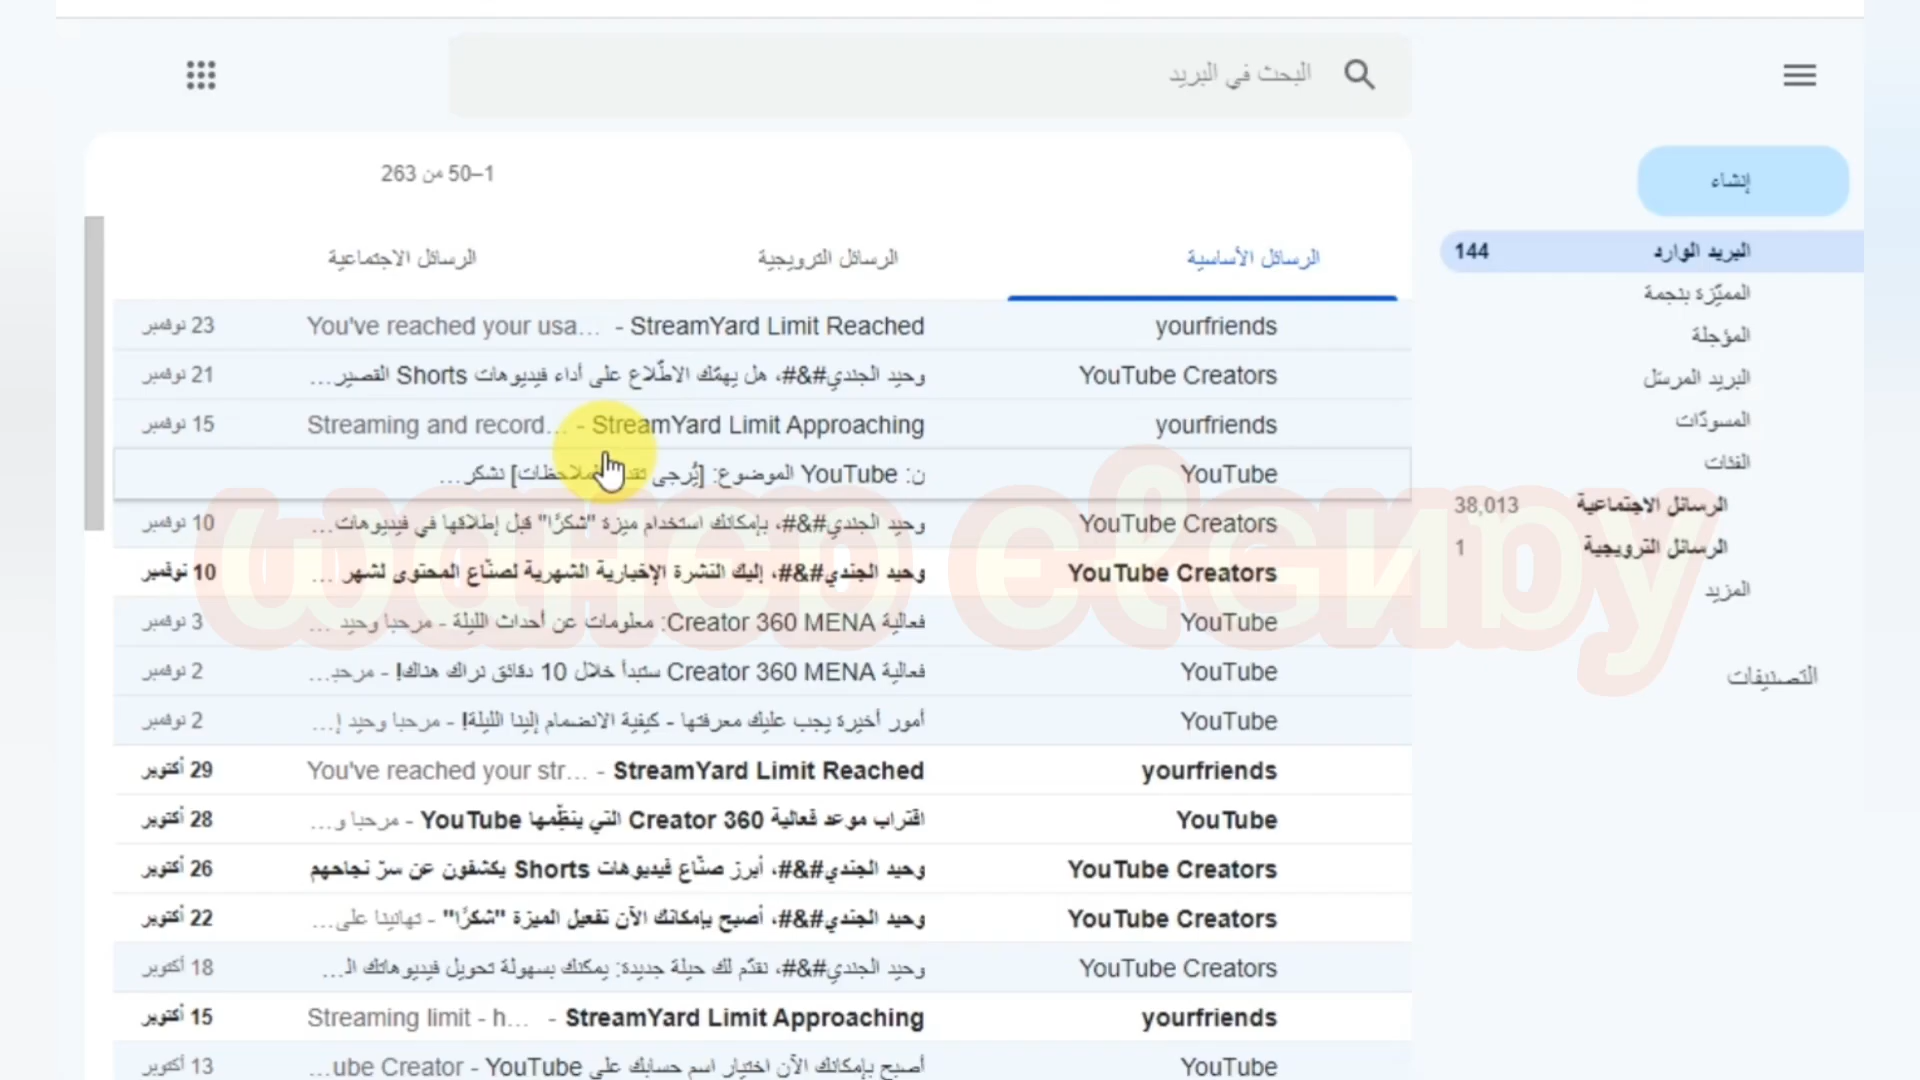 البحث في البريد
إنشاء
1–50 من 263
الرسائل الأساسية
الرسائل الترويجية
الرسائل الاجتماعية
البريد الوارد 144
المميّزة بنجمة
المؤجلة
البريد المرسَل
المسودّات
الفئات
الرسائل الاجتماعية 38,013
الرسائل الترويجية 1
المزيد
التصنيفات
yourfriends StreamYard Limit Reached - You've reached your usa... 23 نوفمبر
YouTube Creators وحيد الجندي#&#، هل يهمّك الاطّلاع على أداء فيديوهات Shorts القصير... 21 نوفمبر
yourfriends StreamYard Limit Approaching - Streaming and record... 15 نوفمبر
YouTube ن: YouTube الموضوع: [يُرجى الملاحظات] نشكر...
YouTube Creators وحيد الجندي#&#، بإمكانك استخدام ميزة "شكرًا" قبل إطلاقها في فيديوهات... 10 نوفمبر
YouTube Creators وحيد الجندي#&#، إليك النشرة الإخبارية الشهرية لصنّاع المحتوى لشهر ... 10 نوفمبر
YouTube فعالية Creator 360 MENA: معلومات عن أحداث الليلة - مرحبا وحيد ... 3 نوفمبر
YouTube فعالية Creator 360 MENA ستبدأ خلال 10 دقائق نراك هناك! - مرحبـ... 2 نوفمبر
YouTube أمور أخيرة يجب عليك معرفتها - كيفية الانضمام إلينا الليلة! - مرحبا وحيد إ... 2 نوفمبر
yourfriends StreamYard Limit Reached - You've reached your str... 29 أكتوبر
YouTube اقتراب موعد فعالية Creator 360 التي ينظّمها YouTube - مرحبا و... 28 أكتوبر
YouTube Creators وحيد الجندي#&#، أبرز صنّاع فيديوهات Shorts يكشفون عن سرّ نجاحهم 26 أكتوبر
YouTube Creators وحيد الجندي#&#، أصبح بإمكانك الآن تفعيل الميزة "شكرًا" - تهانينا على... 22 أكتوبر
YouTube Creators وحيد الجندي#&#، نقدّم لك حيلة جديدة: يمكنك بسهولة تحويل فيديوهاتك الـ... 18 أكتوبر
yourfriends StreamYard Limit Approaching - Streaming limit - h... 15 أكتوبر
YouTube أصبح بإمكانك الآن اختيار اسم حسابك على YouTube - ube Creator... 13 أكتوبر